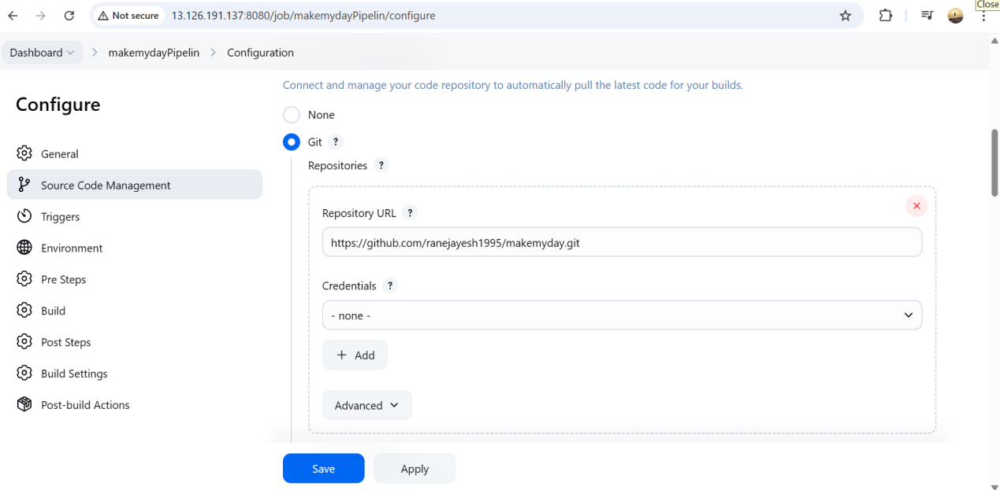 Close
Not secure 13.126.191.137:8080/job/makemydayPipelin/configure
Dashboard makemydayPipelin Configuration
Configure
General
Source Code Management
Triggers
Environment
Pre Steps
Build
Post Steps
Build Settings
Post-build Actions
Connect and manage your code repository to automatically pull the latest code for your builds.
None
Git ?
Repositories ?
Repository URL ?
https://github.com/ranejayesh1995/makemyday.git
Credentials ?
- none -
+ Add
Advanced
Save Apply